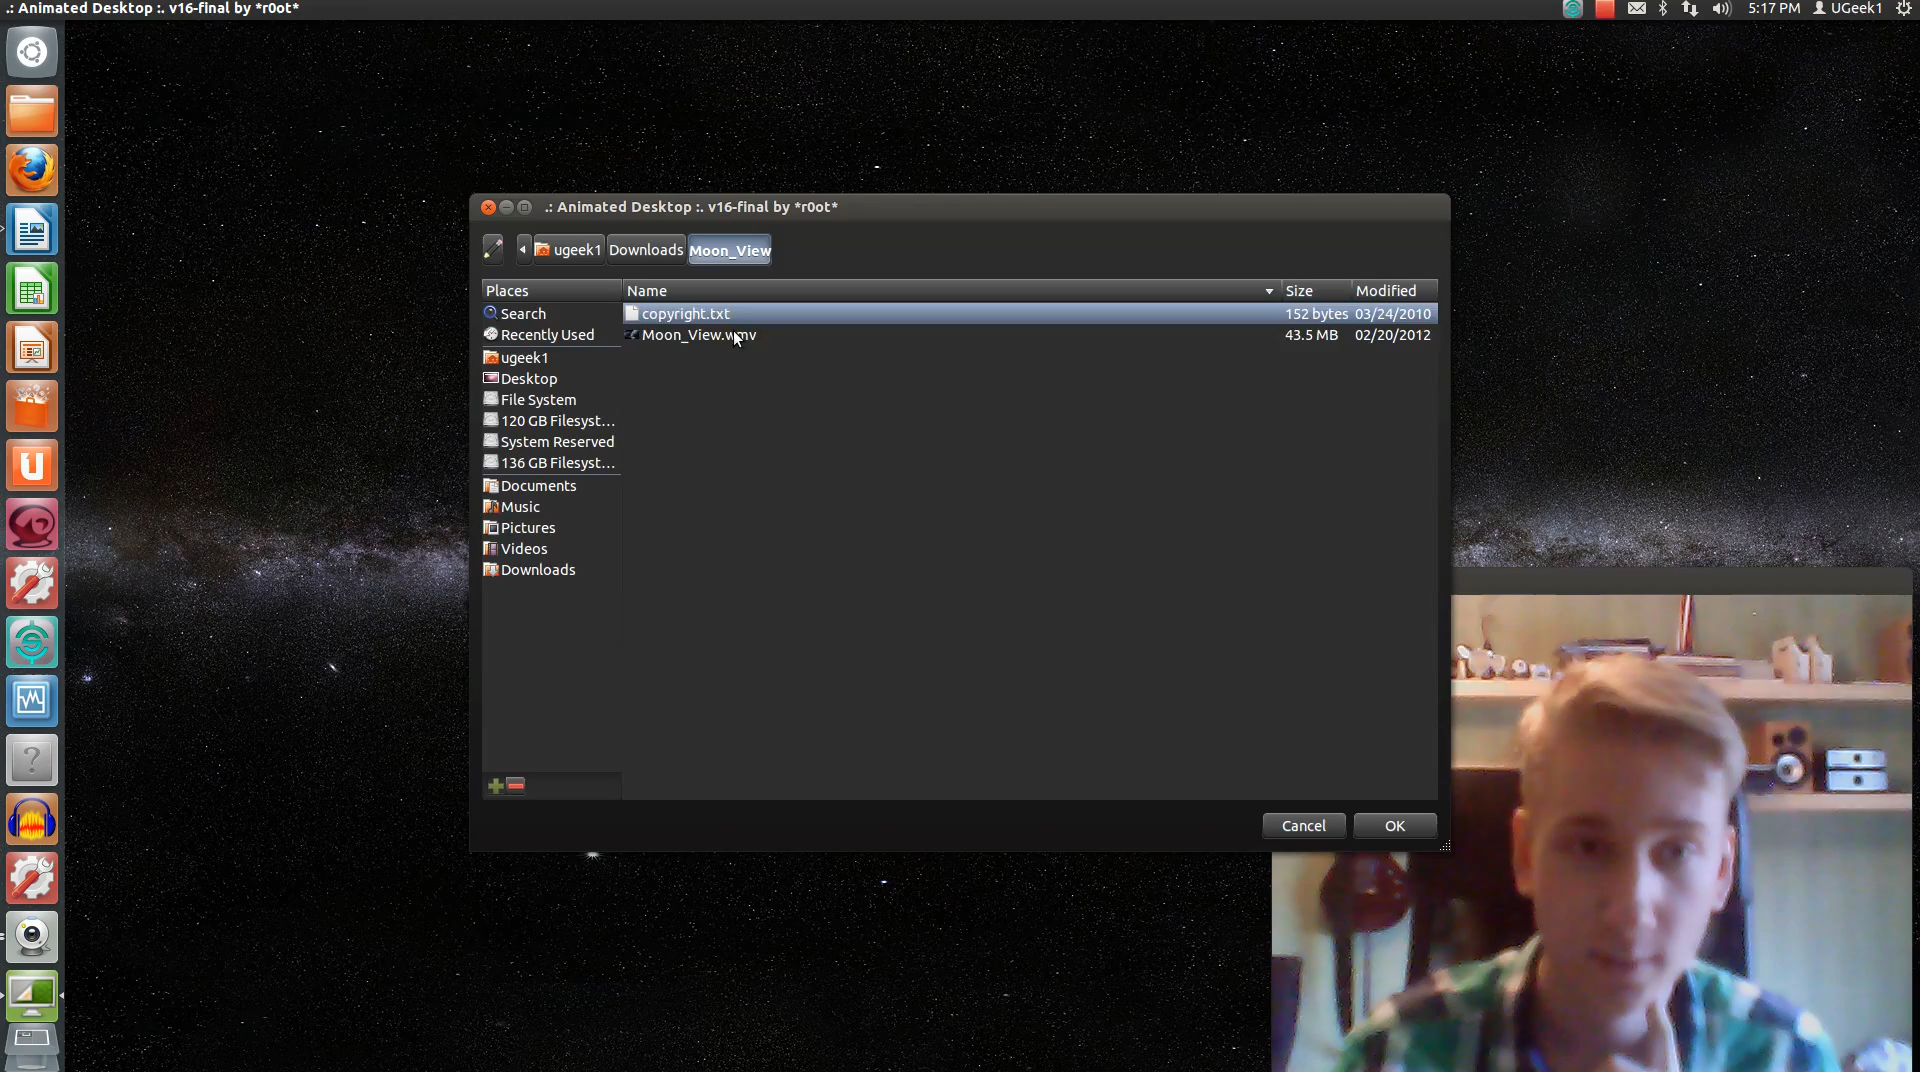 .: Animated Desktop :. v16-final by *r0ot*
5:17 PM
UGeek1
.: Animated Desktop :. v16-final by *r0ot*
ugeek1
Downloads
Moon_View
Places
Name
Size
Modified
Search
copyright.txt
152 bytes
03/24/2010
Recently Used
Moon_View.wmv
43.5 MB
02/20/2012
ugeek1
Desktop
File System
120 GB Filesyst...
System Reserved
136 GB Filesyst...
Documents
Music
Pictures
Videos
Downloads
Cancel
OK